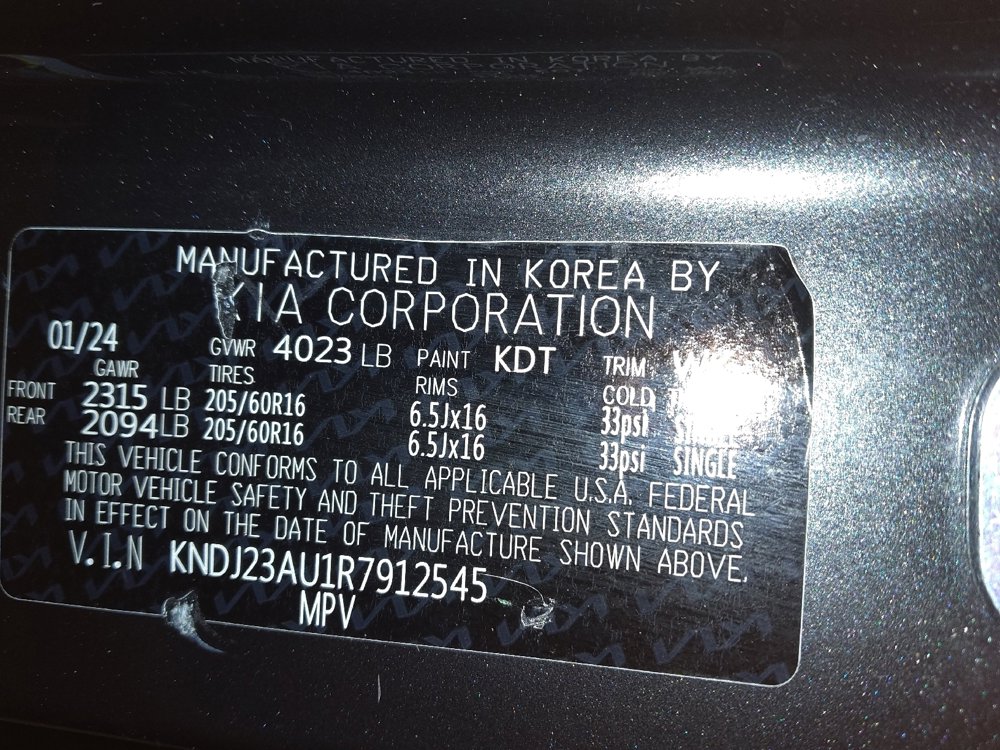 MANUFACTURED IN KOREA BY
KIA CORPORATION
01/24 GVWR 4023 LB PAINT KDT TRIM
GAWR TIRES RIMS COLD
FRONT 2315 LB 205/60R16 6.5Jx16 33psi SINGLE
REAR 2094 LB 205/60R16 6.5Jx16 33psi SINGLE
THIS VEHICLE CONFORMS TO ALL APPLICABLE U.S.A. FEDERAL
MOTOR VEHICLE SAFETY AND THEFT PREVENTION STANDARDS
IN EFFECT ON THE DATE OF MANUFACTURE SHOWN ABOVE.
V.I.N KNDJ23AU1R7912545
MPV